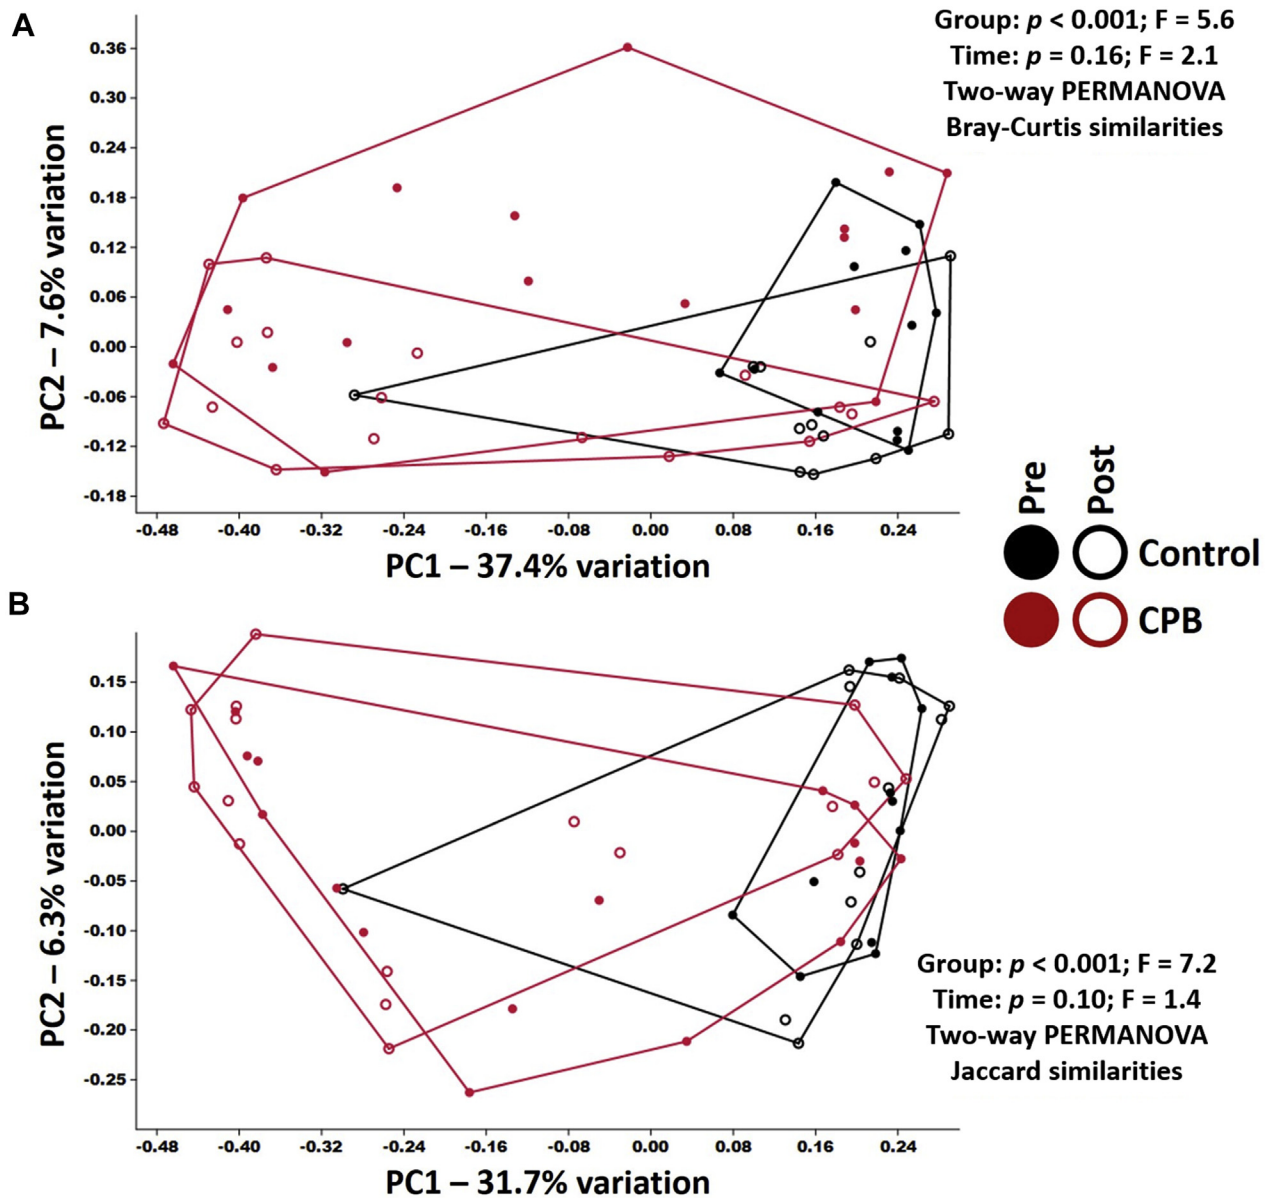 A
Group: p < 0.001; F = 5.6
Time: p = 0.16; F = 2.1
Two-way PERMANOVA
Bray-Curtis similarities
PC2 – 7.6% variation
0.36
0.30
0.24
0.18
0.12
0.06
0.00
-0.06
-0.12
-0.18
-0.48 -0.40 -0.32 -0.24 -0.16 -0.08 0.00 0.08 0.16 0.24
PC1 – 37.4% variation
Pre Post
Control
CPB
B
PC2 – 6.3% variation
0.15
0.10
0.05
0.00
-0.05
-0.10
-0.15
-0.20
-0.25
Group: p < 0.001; F = 7.2
Time: p = 0.10; F = 1.4
Two-way PERMANOVA
Jaccard similarities
-0.48 -0.40 -0.32 -0.24 -0.16 -0.08 0.00 0.08 0.16 0.24
PC1 – 31.7% variation